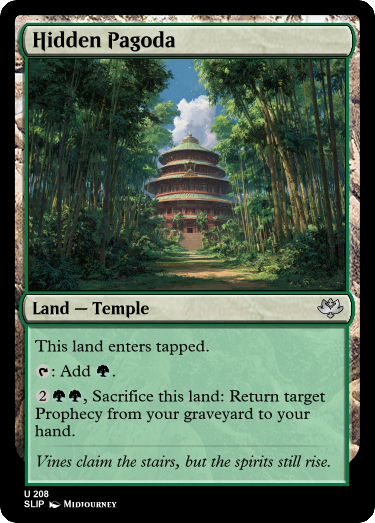 Hidden Pagoda
Land — Temple
This land enters tapped.
: Add .
2, Sacrifice this land: Return target
Prophecy from your graveyard to your
hand.
Vines claim the stairs, but the spirits still rise.
U 208
SLIP Midjourney